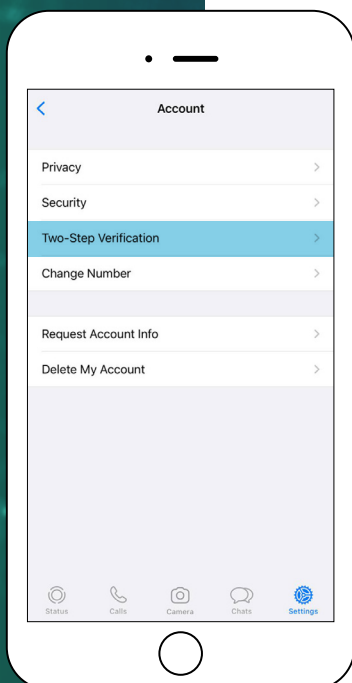 Account
Privacy
Security
Two-Step Verification
Change Number
Request Account Info
Delete My Account
Status Calls Camera Chats Settings